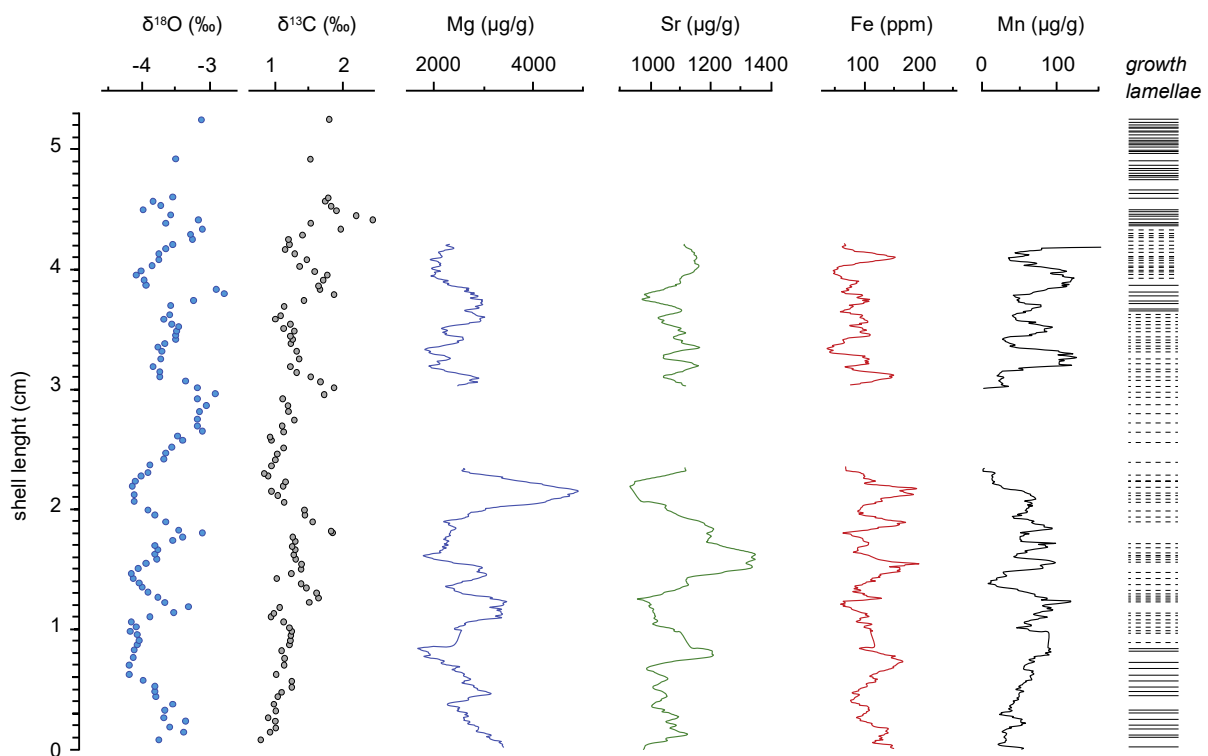 δ¹⁸O (‰) δ¹³C (‰) Mg (µg/g) Sr (µg/g) Fe (ppm) Mn (µg/g)
-4 -3 1 2 2000 4000 1000 1200 1400 100 200 0 100
growth
lamellae
5
4
3
2
1
0
shell lenght (cm)